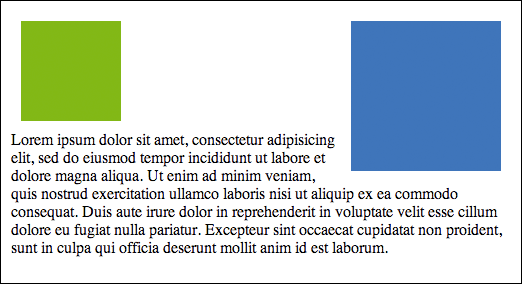 Lorem ipsum dolor sit amet, consectetur adipisicing
elit, sed do eiusmod tempor incididunt ut labore et
dolore magna aliqua. Ut enim ad minim veniam,
quis nostrud exercitation ullamco laboris nisi ut aliquip ex ea commodo
consequat. Duis aute irure dolor in reprehenderit in voluptate velit esse cillum
dolore eu fugiat nulla pariatur. Excepteur sint occaecat cupidatat non proident,
sunt in culpa qui officia deserunt mollit anim id est laborum.